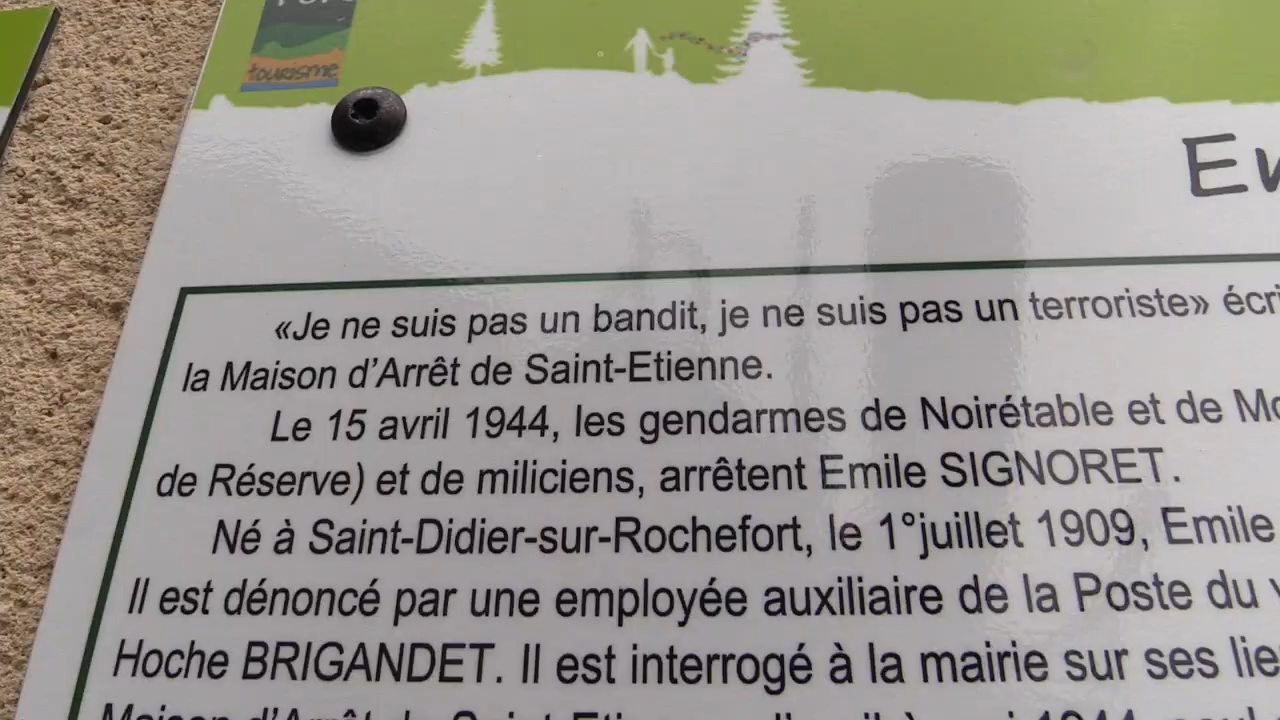 tourisme
«Je ne suis pas un bandit, je ne suis pas un terroriste»
la Maison d'Arrêt de Saint-Etienne.
Le 15 avril 1944, les gendarmes de Noirétable et de
de Réserve) et de miliciens, arrêtent Emile SIGNORET.
Né à Saint-Didier-sur-Rochefort, le 1°juillet 1909, Emile
Il est dénoncé par une employée auxiliaire de la Poste du
Hoche BRIGANDET. Il est interrogé à la mairie sur ses